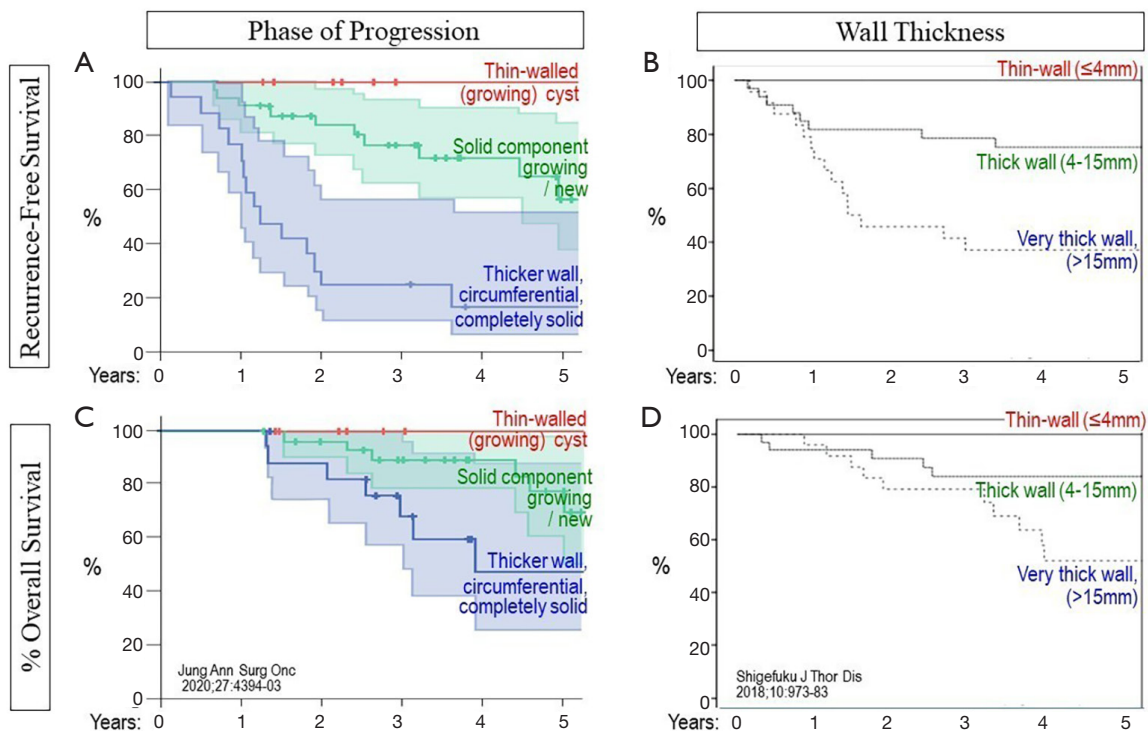 Phase of Progression
Wall Thickness
Recurrence-Free Survival
% Overall Survival
A
100
80
60
40
20
0
%
Thin-walled
(growing) cyst
Solid component
growing
/ new
Thicker wall,
circumferential,
completely solid
Years: 0 1 2 3 4 5
B
100
80
60
40
20
0
%
Thin-wall (≤4mm)
Thick wall (4-15mm)
Very thick wall,
(>15mm)
Years: 0 1 2 3 4 5
C
100
80
60
40
20
0
%
Thin-walled
(growing) cyst
Solid component
growing
/ new
Thicker wall,
circumferential,
completely solid
Jung Ann Surg Onc
2020;27:4394-03
Years: 0 1 2 3 4 5
D
100
80
60
40
20
0
%
Thin-wall (≤4mm)
Thick wall (4-15mm)
Very thick wall,
(>15mm)
Shigefuku J Thor Dis
2018;10:973-83
Years: 0 1 2 3 4 5